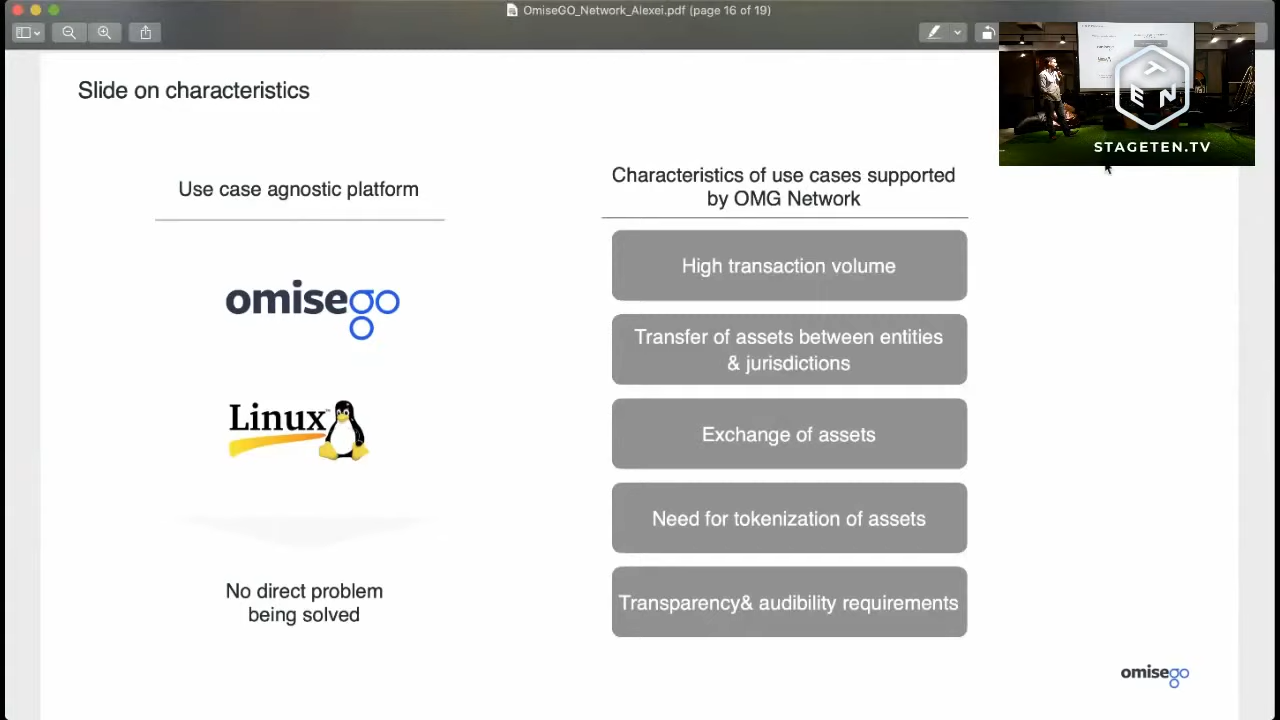 OmiseGO_Network_Alexei.pdf (page 16 of 19)
Slide on characteristics
Use case agnostic platform
omisego
Linux™
No direct problem
being solved
Characteristics of use cases supported
by OMG Network
High transaction volume
Transfer of assets between entities
& jurisdictions
Exchange of assets
Need for tokenization of assets
Transparency& audibility requirements
TEN
STAGETEN.TV
omisego